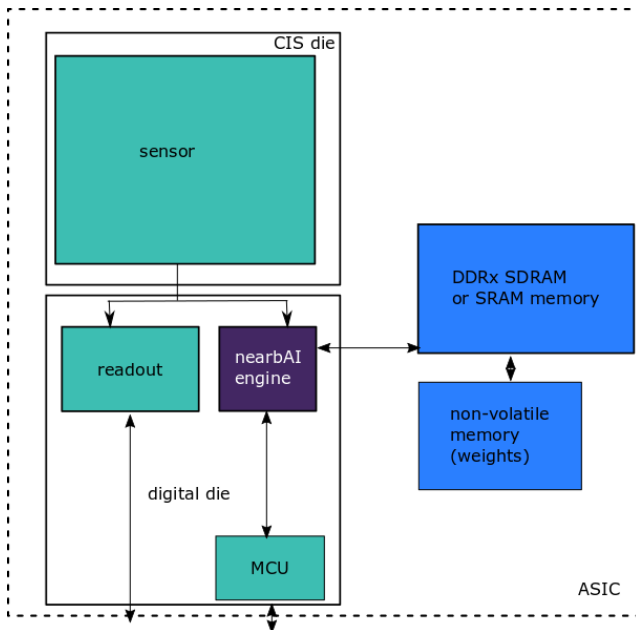 CIS die
sensor
DDRx SDRAM
or SRAM memory
readout
nearbAI
engine
non-volatile
memory
(weights)
digital die
MCU
ASIC